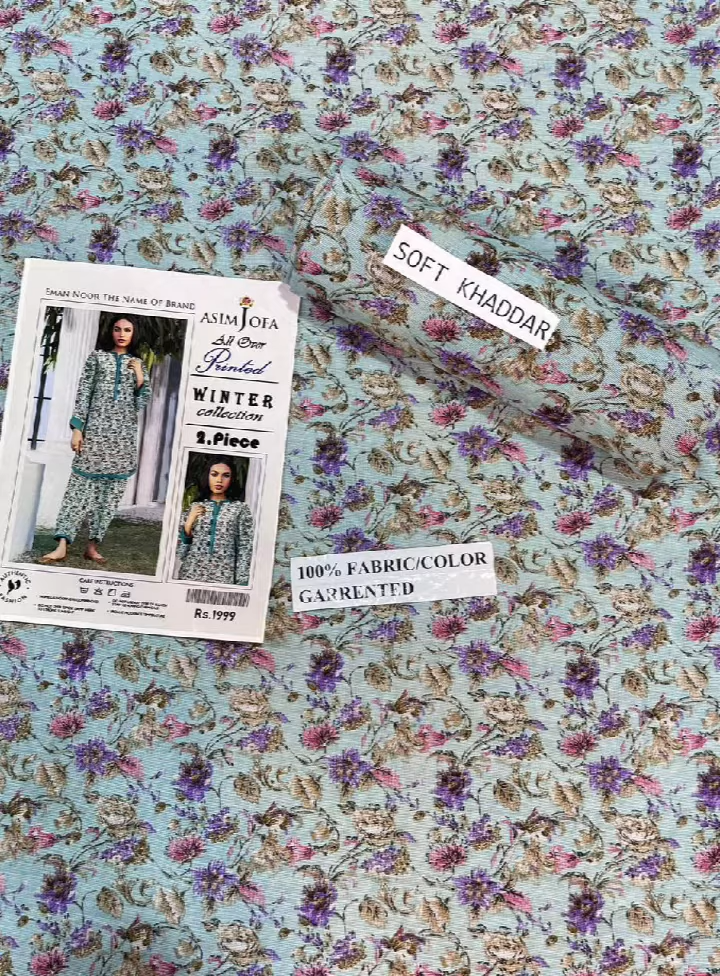 SOFT KHADDAR
EMAN NOOR THE NAME OF BRAND
ASIM JOFA
All Over
Printed
WINTER
collection
2.Piece
CARE INSTRUCTIONS
Rs.1999
100% FABRIC/COLOR
GARRENTED